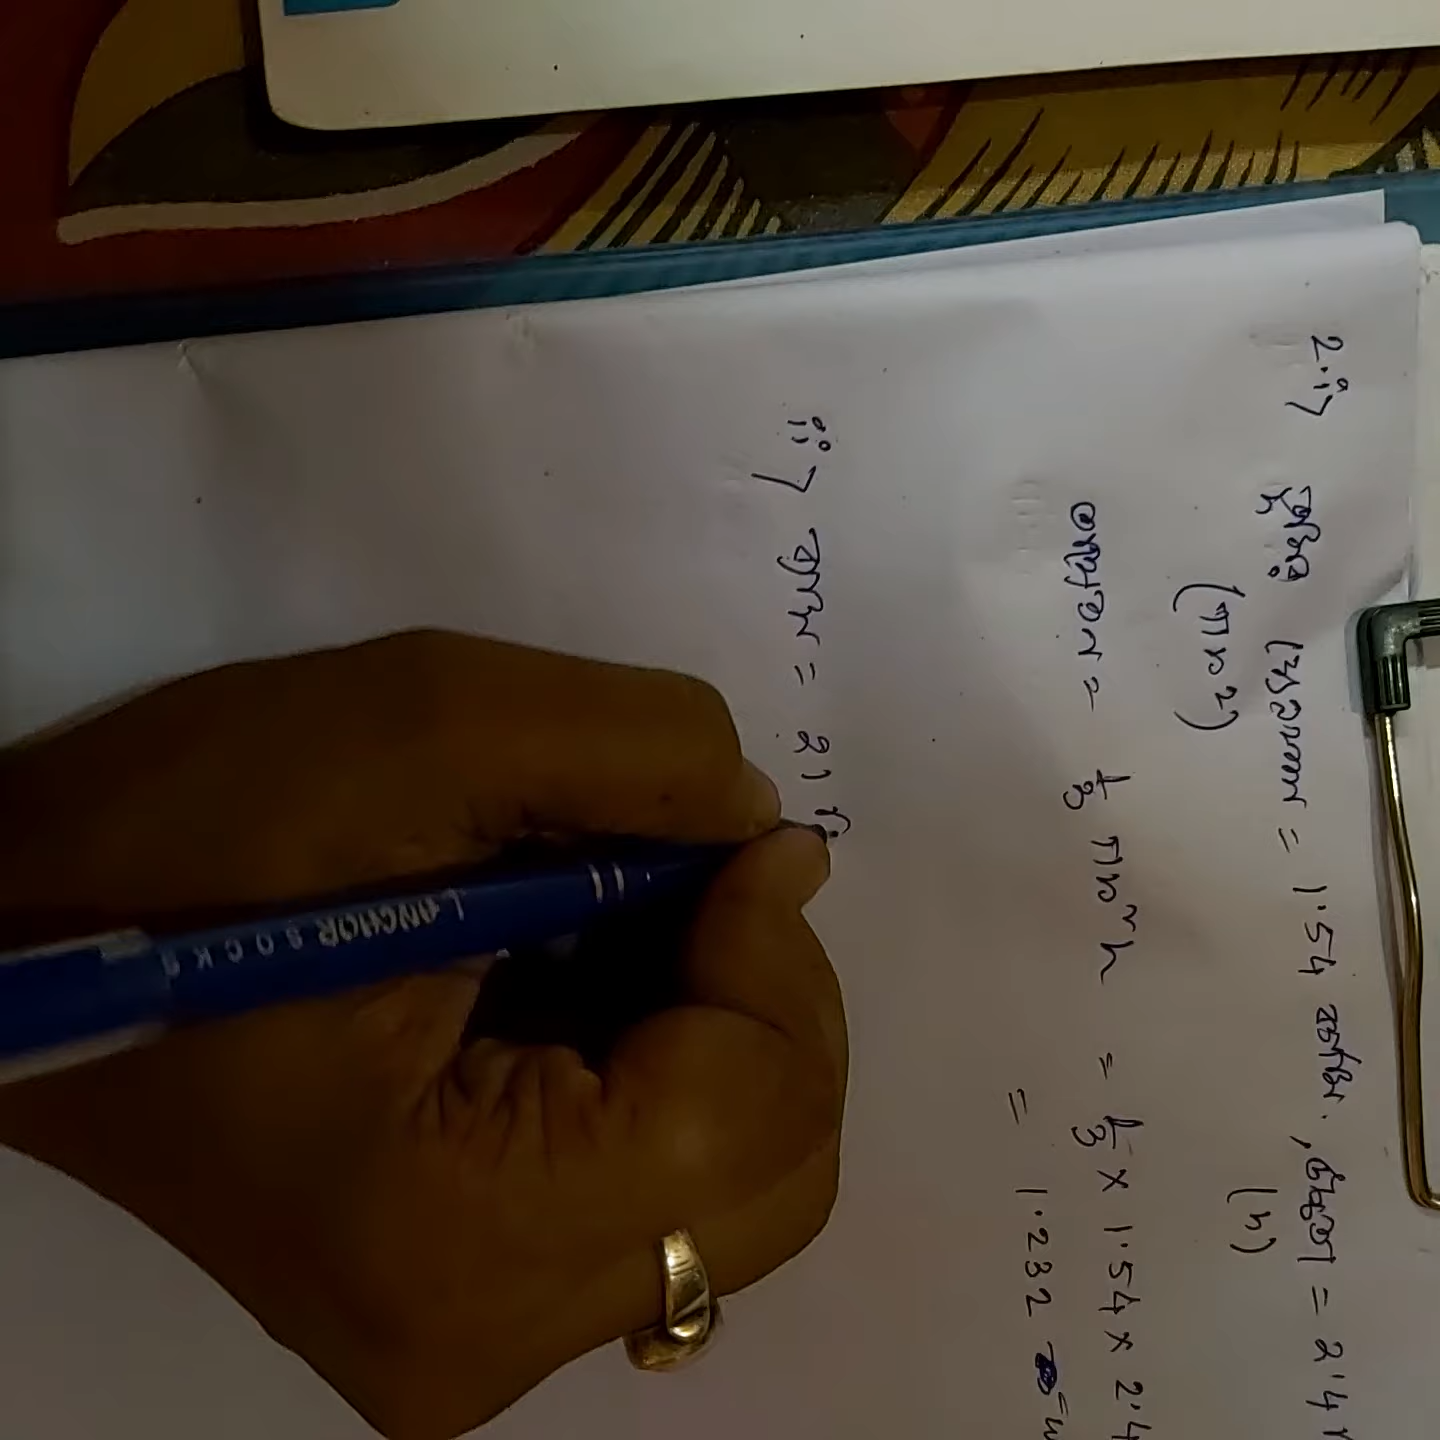 2.i> ভূমির ক্ষেত্রফল = 1.54 বর্গমি. , উচ্চতা = 2.4
(πr²) (h)
আয়তন = 1/3 πr²h = 1/3 × 1.54 × 2.4
= 1.232
ii> ব্যাস = 21
LANCHOR SOCKS